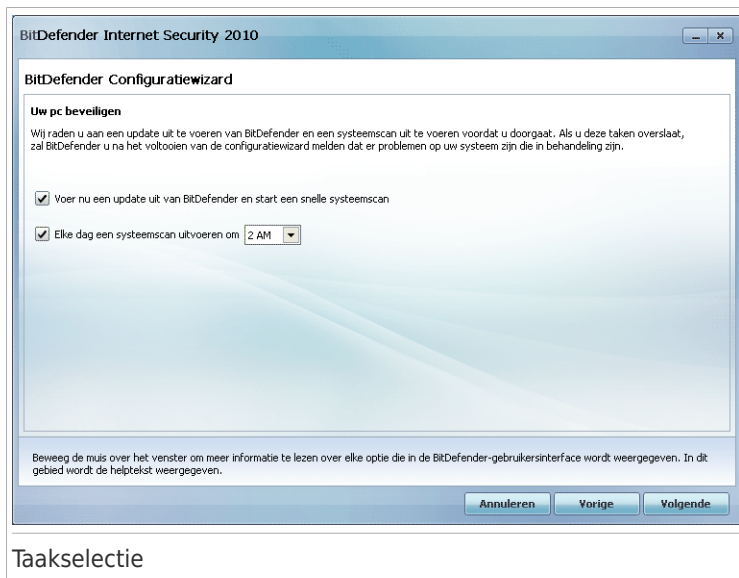 BitDefender Internet Security 2010
BitDefender Configuratiewizard
Uw pc beveiligen
Wij raden u aan een update uit te voeren van BitDefender en een systeemscan uit te voeren voordat u doorgaat. Als u deze taken overslaat,
zal BitDefender u na het voltooien van de configuratiewizard melden dat er problemen op uw systeem zijn die in behandeling zijn.
Voer nu een update uit van BitDefender en start een snelle systeemscan
Elke dag een systeemscan uitvoeren om 2 AM
Beweeg de muis over het venster om meer informatie te lezen over elke optie die in de BitDefender-gebruikersinterface wordt weergegeven. In dit
gebied wordt de helptekst weergegeven.
Annuleren Vorige Volgende
Taakselectie